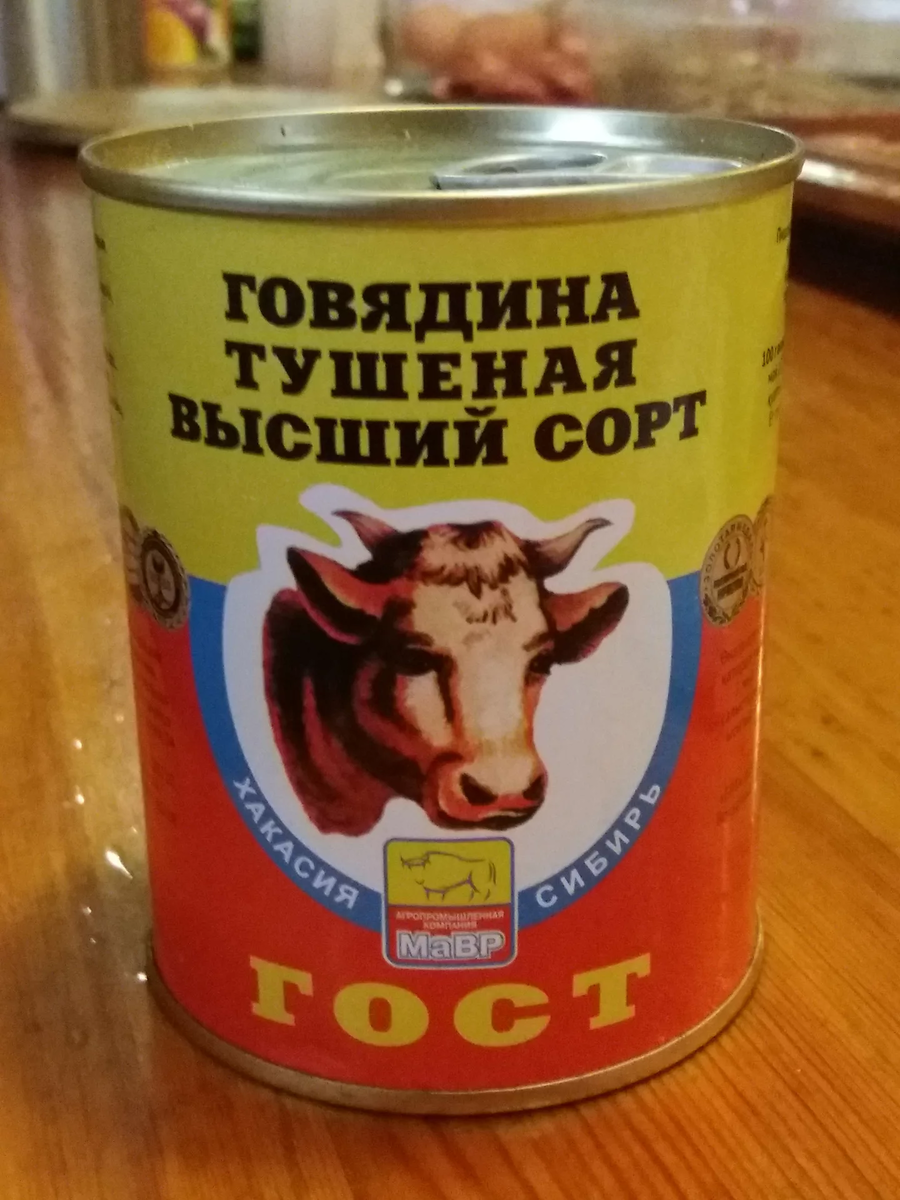 ГОВЯДИНА
ТУШЕНАЯ
ВЫСШИЙ СОРТ
ХАКАСИЯ
СИБИРЬ
АГРОПРОМЫШЛЕННАЯ
КОМПАНИЯ
МаВР
ГОСТ